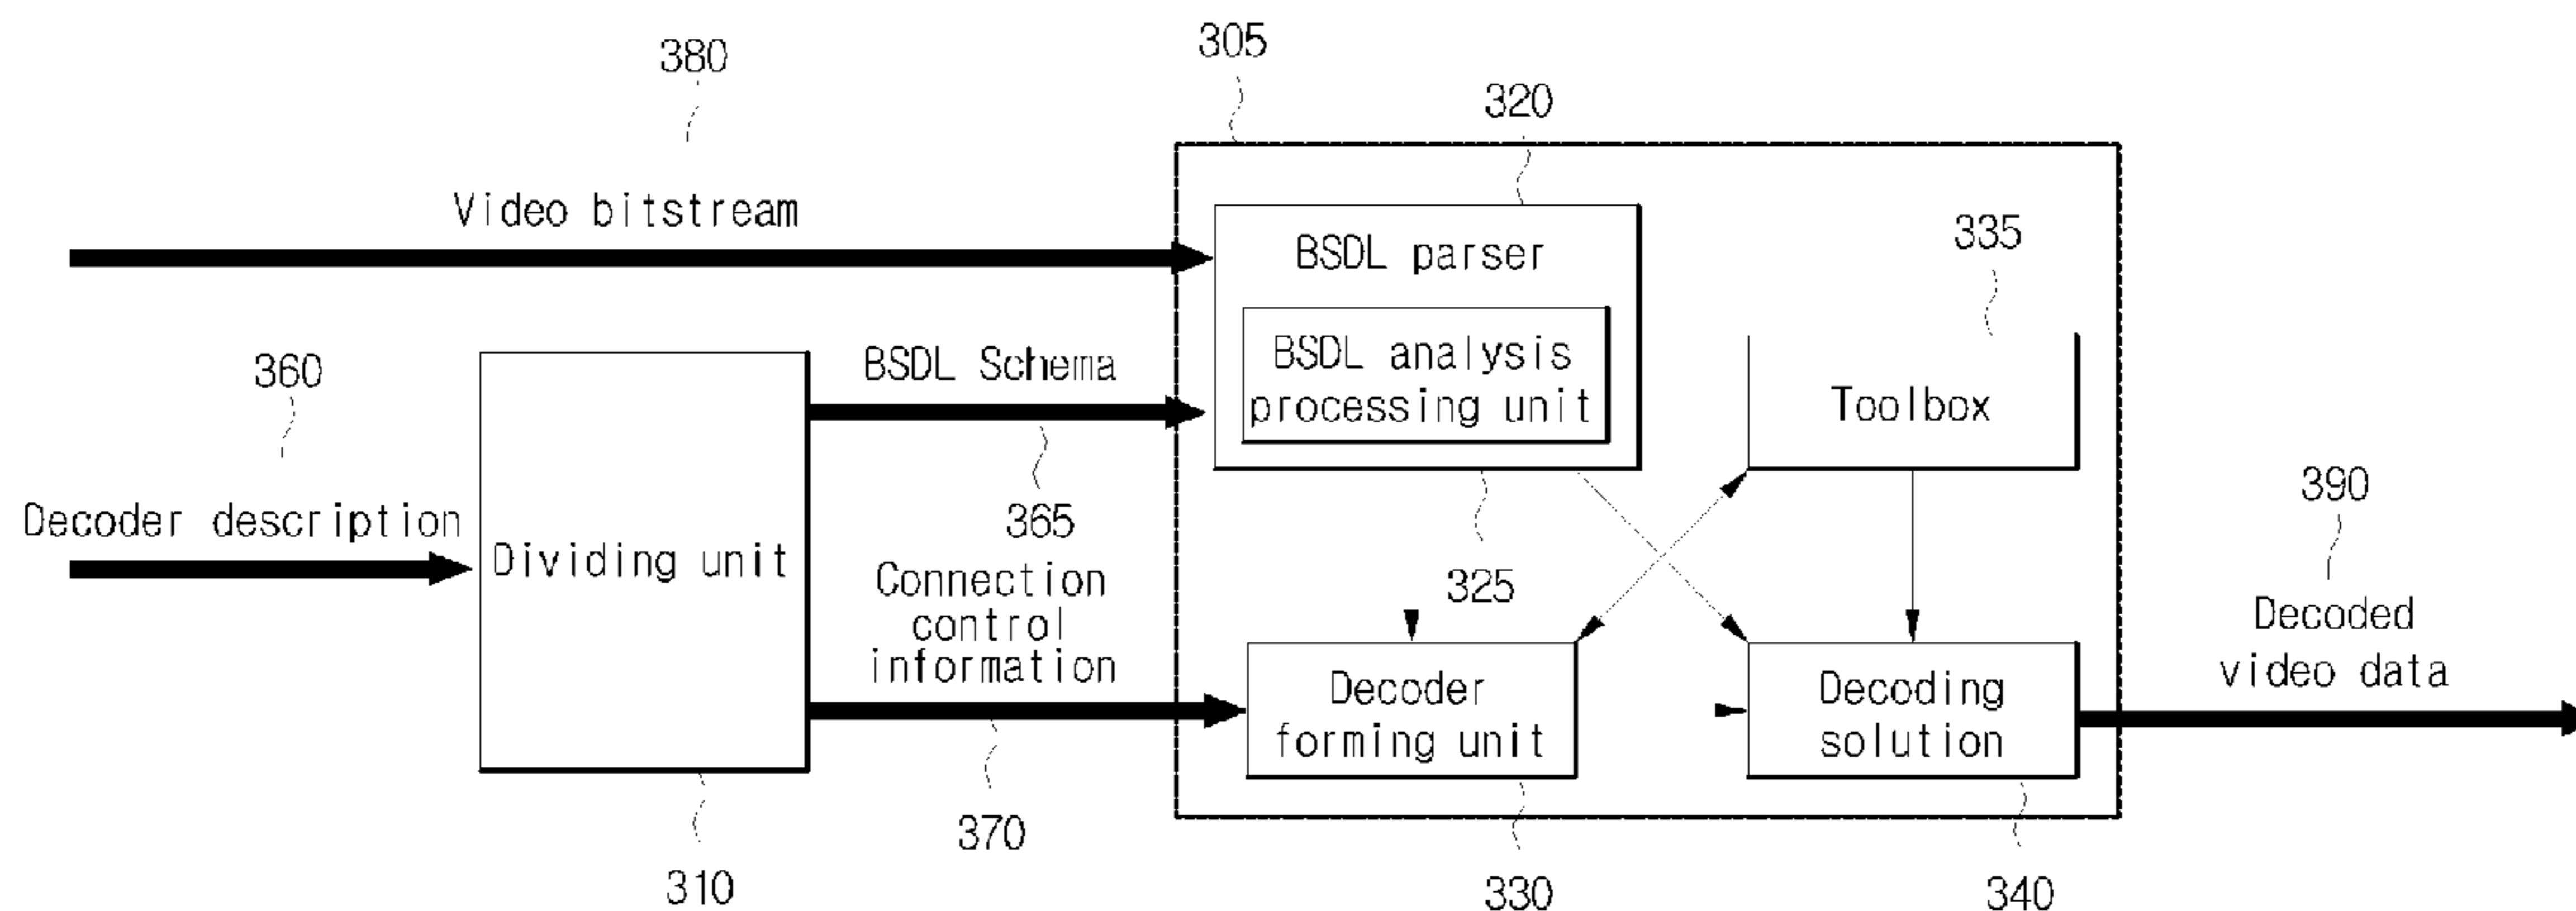 380
305
320
Video bitstream
335
BSDL parser
360
BSDL Schema
BSDL analysis
processing unit
Toolbox
Decoder description
365
390
Dividing unit
Connection
control
information
325
Decoded
video data
Decoder
forming unit
Decoding
solution
370
310
330
340